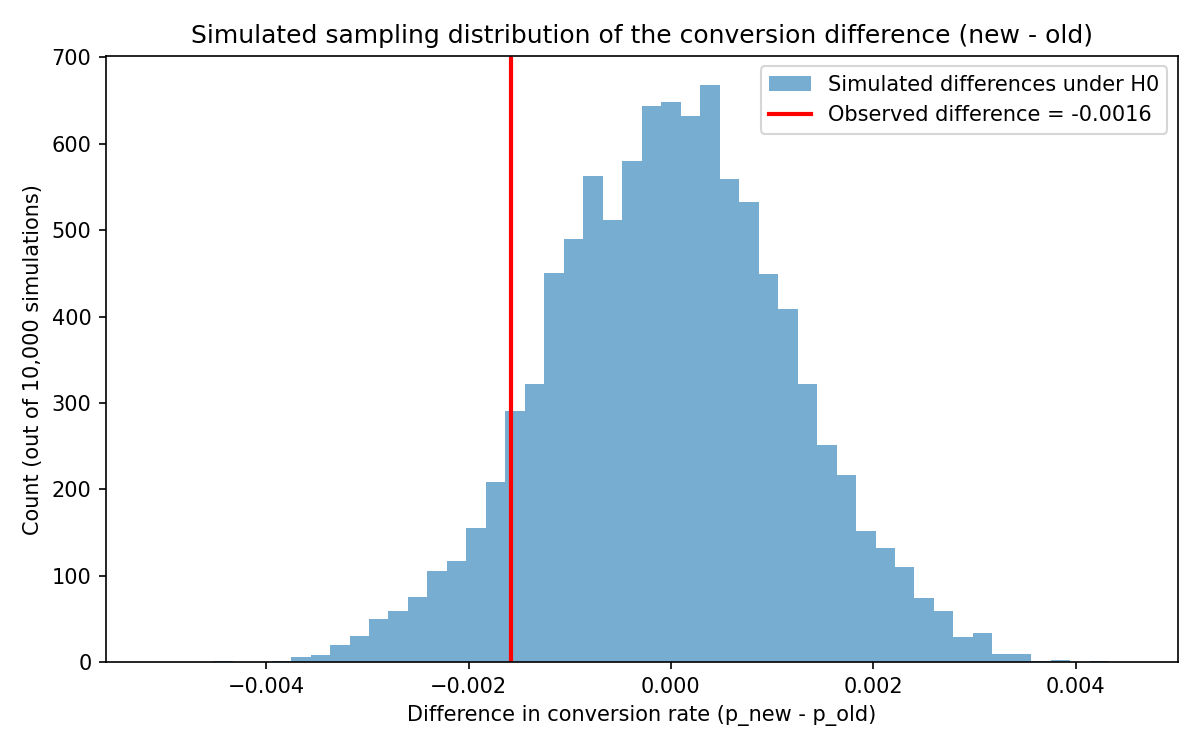 Simulated sampling distribution of the conversion difference (new - old)
Simulated differences under H0
Observed difference = -0.0016
Count (out of 10,000 simulations)
700
600
500
400
300
200
100
0
−0.004
−0.002
0.000
0.002
0.004
Difference in conversion rate (p_new - p_old)